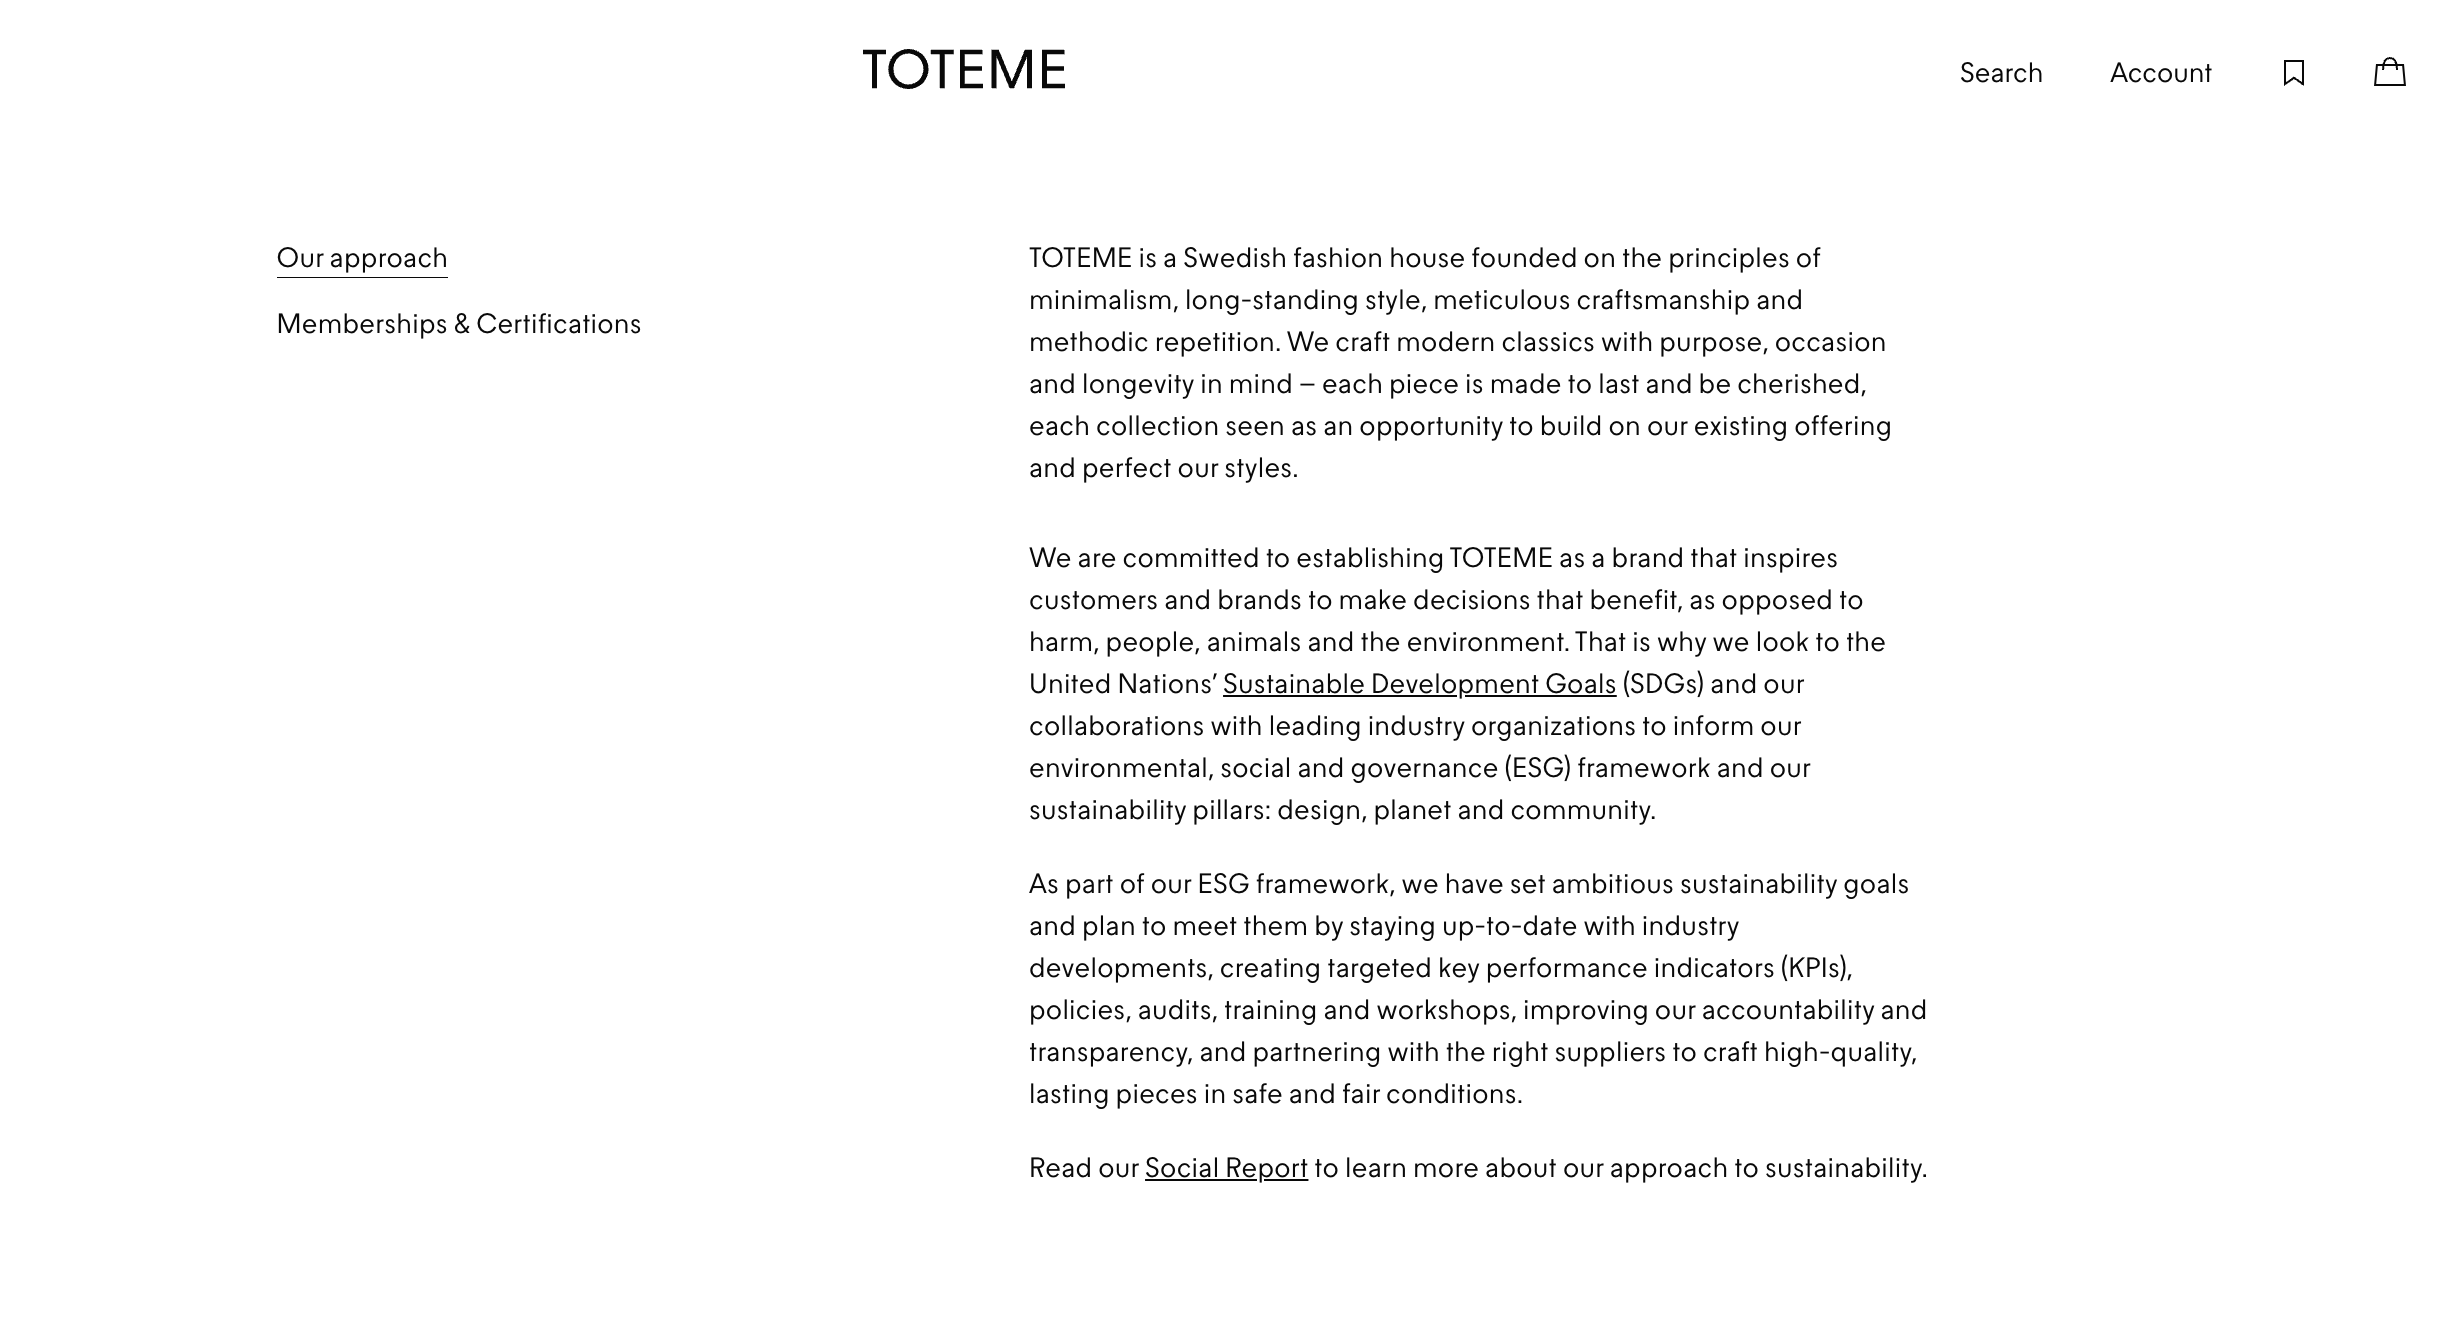 TOTEME
Search
Account
Our approach
Memberships & Certifications
TOTEME is a Swedish fashion house founded on the principles of
minimalism, long-standing style, meticulous craftsmanship and
methodic repetition. We craft modern classics with purpose, occasion
and longevity in mind – each piece is made to last and be cherished,
each collection seen as an opportunity to build on our existing offering
and perfect our styles.
We are committed to establishing TOTEME as a brand that inspires
customers and brands to make decisions that benefit, as opposed to
harm, people, animals and the environment. That is why we look to the
United Nations’ Sustainable Development Goals (SDGs) and our
collaborations with leading industry organizations to inform our
environmental, social and governance (ESG) framework and our
sustainability pillars: design, planet and community.
As part of our ESG framework, we have set ambitious sustainability goals
and plan to meet them by staying up-to-date with industry
developments, creating targeted key performance indicators (KPIs),
policies, audits, training and workshops, improving our accountability and
transparency, and partnering with the right suppliers to craft high-quality,
lasting pieces in safe and fair conditions.
Read our Social Report to learn more about our approach to sustainability.